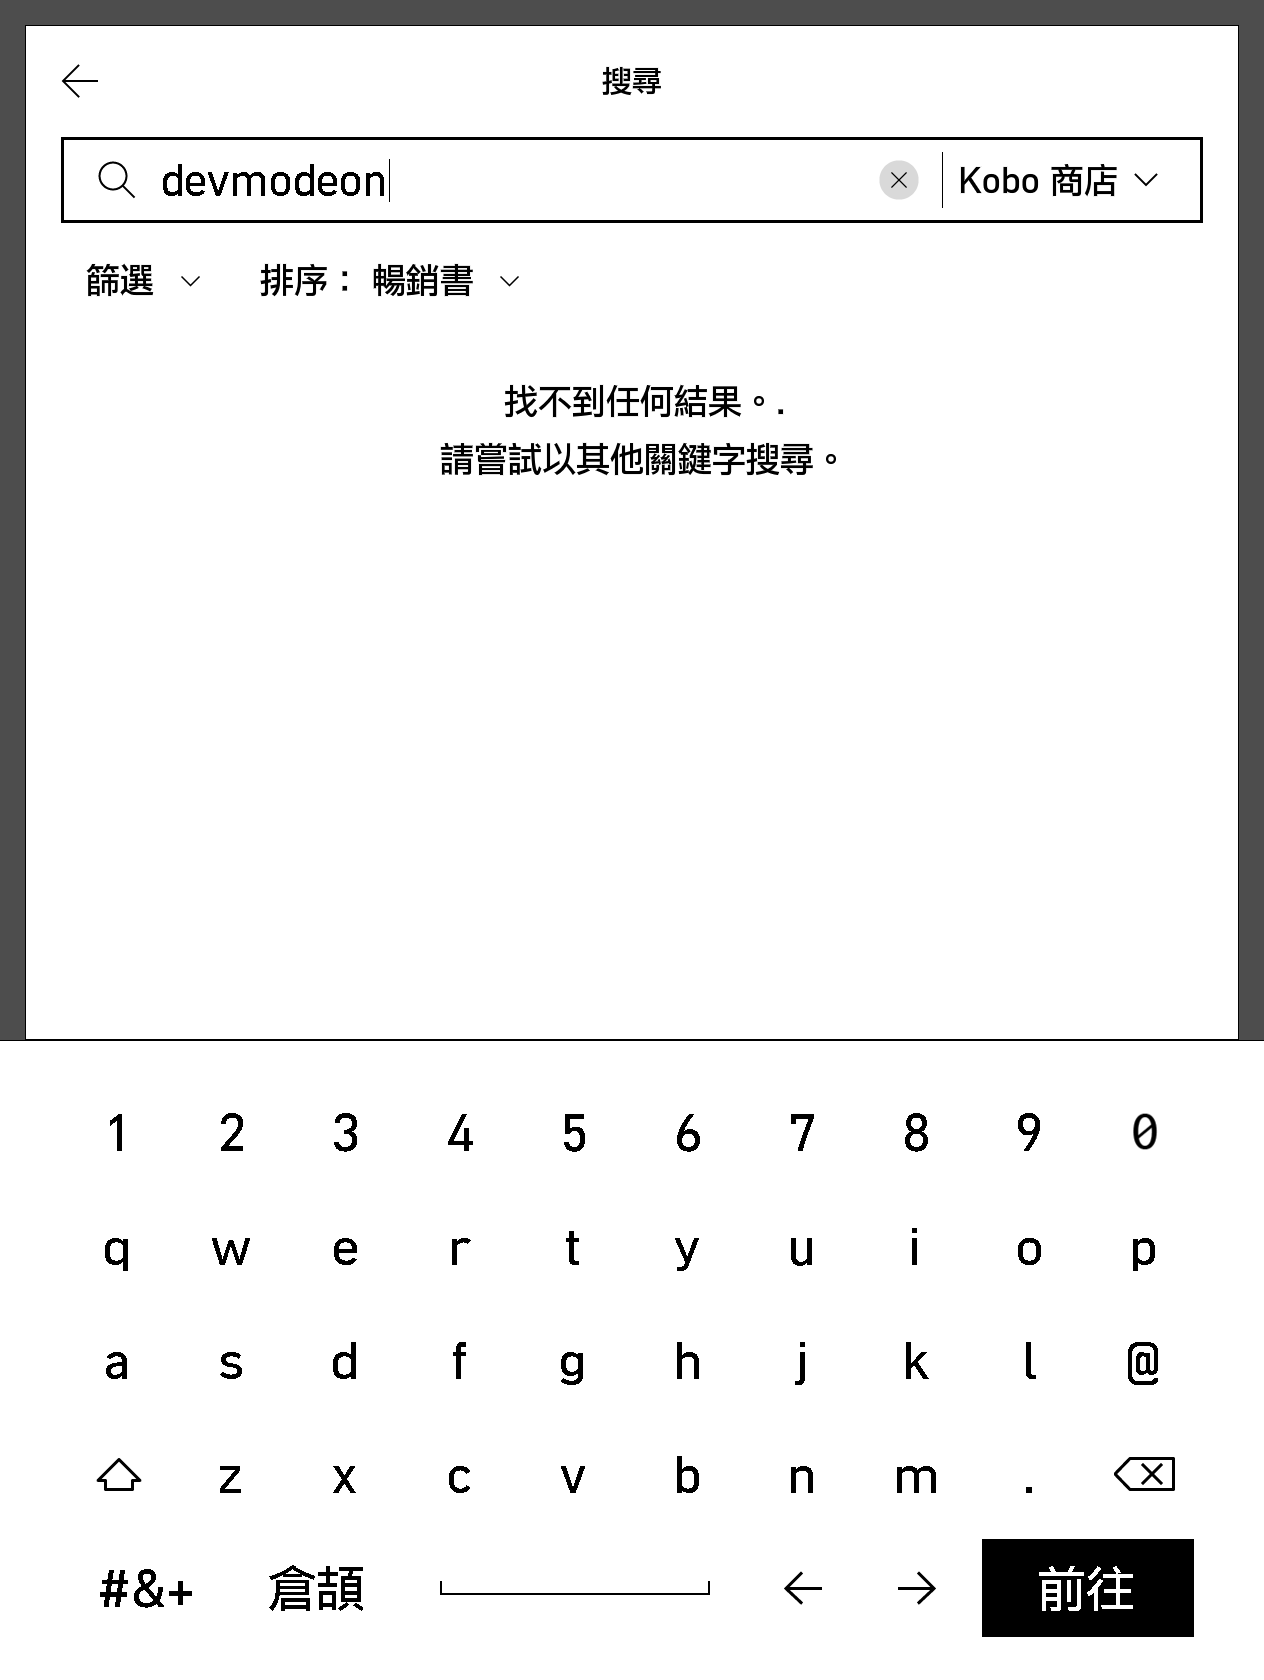 搜尋
devmodeon
Kobo 商店
篩選
排序： 暢銷書
找不到任何結果。.
請嘗試以其他關鍵字搜尋。
1 2 3 4 5 6 7 8 9 0
q w e r t y u i o p
a s d f g h j k l @
z x c v b n m .
#&+ 倉頡 前往